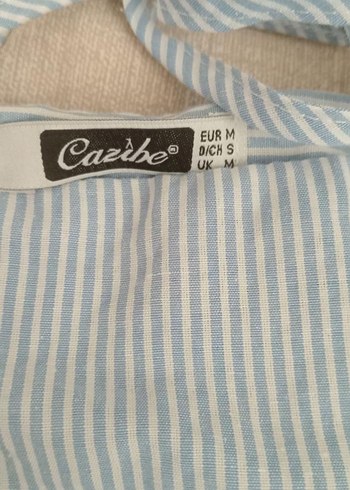 Cazibe
EUR M
D/CH S
UK M